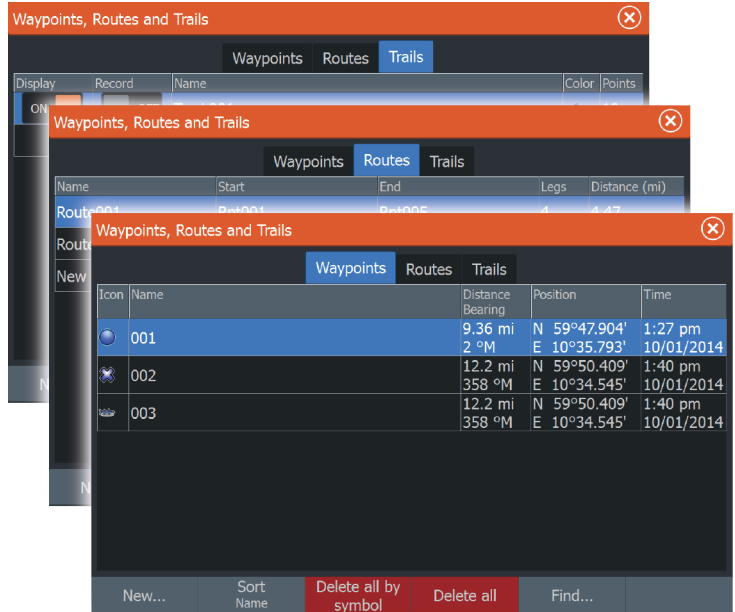 Waypoints, Routes and Trails
Waypoints Routes Trails
Display Record Name Color Points
ON
Waypoints, Routes and Trails
Waypoints Routes Trails
Name Start End Legs Distance (mi)
Route001 Rpt001 Rpt005 4 4.47
Route
New
N
Waypoints, Routes and Trails
Waypoints Routes Trails
Icon Name Distance Position Time
Bearing
001 9.36 mi N 59°47.904' 1:27 pm
2 °M E 10°35.793' 10/01/2014
002 12.2 mi N 59°50.409' 1:40 pm
358 °M E 10°34.545' 10/01/2014
003 12.2 mi N 59°50.409' 1:40 pm
358 °M E 10°34.545' 10/01/2014
New... Sort Delete all by Delete all Find...
Name symbol